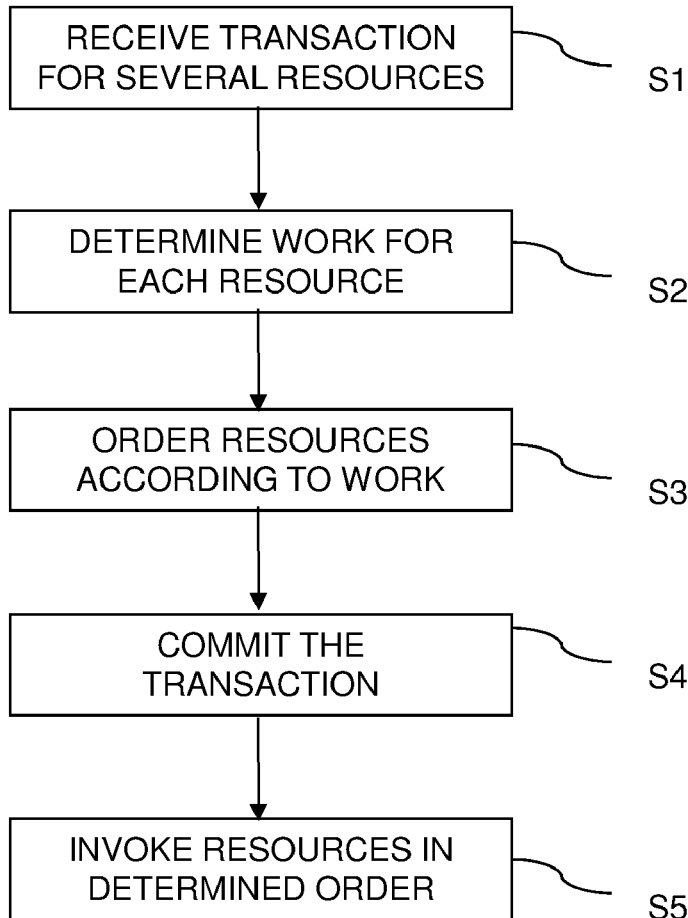 RECEIVE TRANSACTION
FOR SEVERAL RESOURCES
S1
DETERMINE WORK FOR
EACH RESOURCE
S2
ORDER RESOURCES
ACCORDING TO WORK
S3
COMMIT THE
TRANSACTION
S4
INVOKE RESOURCES IN
DETERMINED ORDER
S5